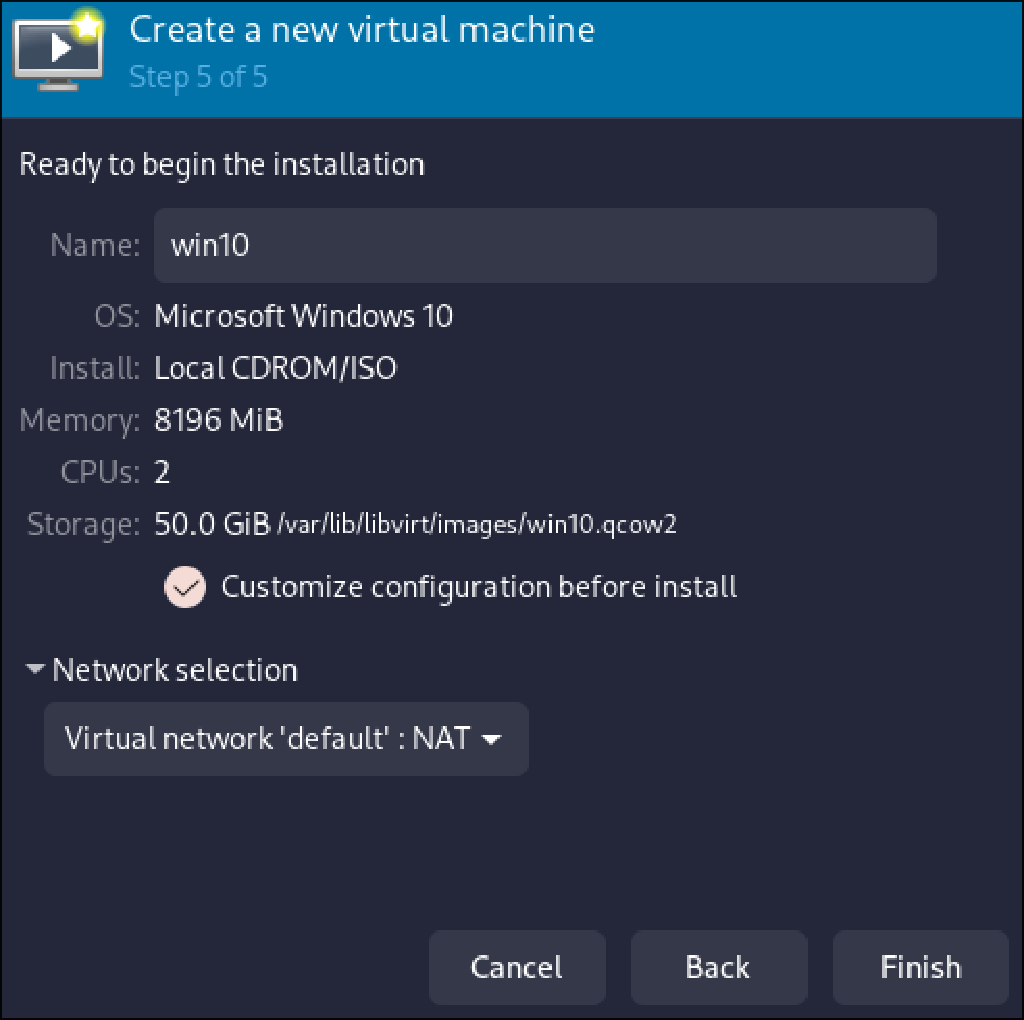 Create a new virtual machine
Step 5 of 5
Ready to begin the installation
Name: win10
OS: Microsoft Windows 10
Install: Local CDROM/ISO
Memory: 8196 MiB
CPUs: 2
Storage: 50.0 GiB /var/lib/libvirt/images/win10.qcow2
Customize configuration before install
Network selection
Virtual network 'default' : NAT
Cancel Back Finish